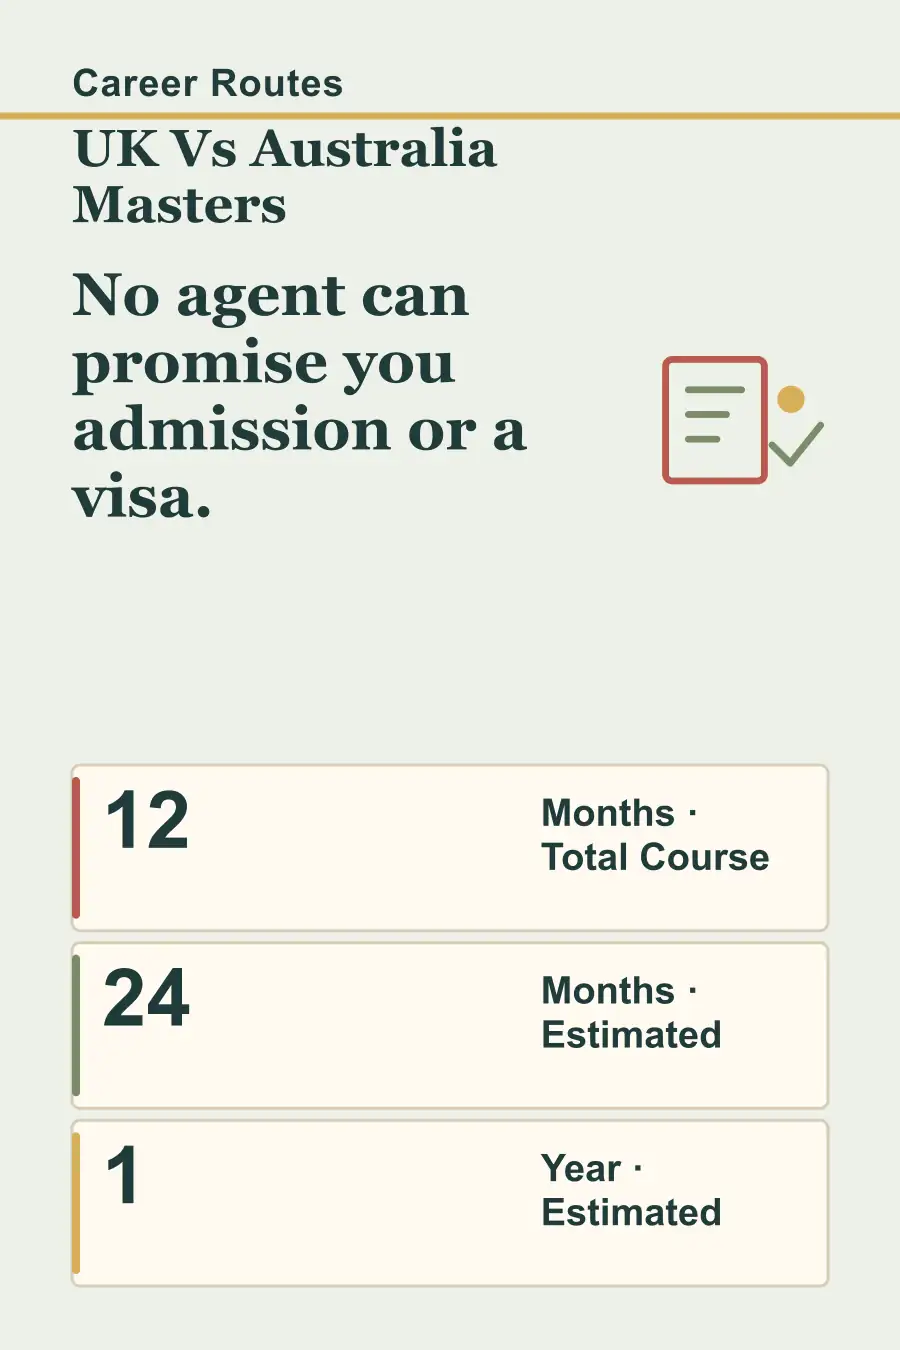 Career Routes
UK Vs Australia
Masters
No agent can
promise you
admission or a
visa.
12
Months ·
Total Course
24
Months ·
Estimated
1
Year ·
Estimated